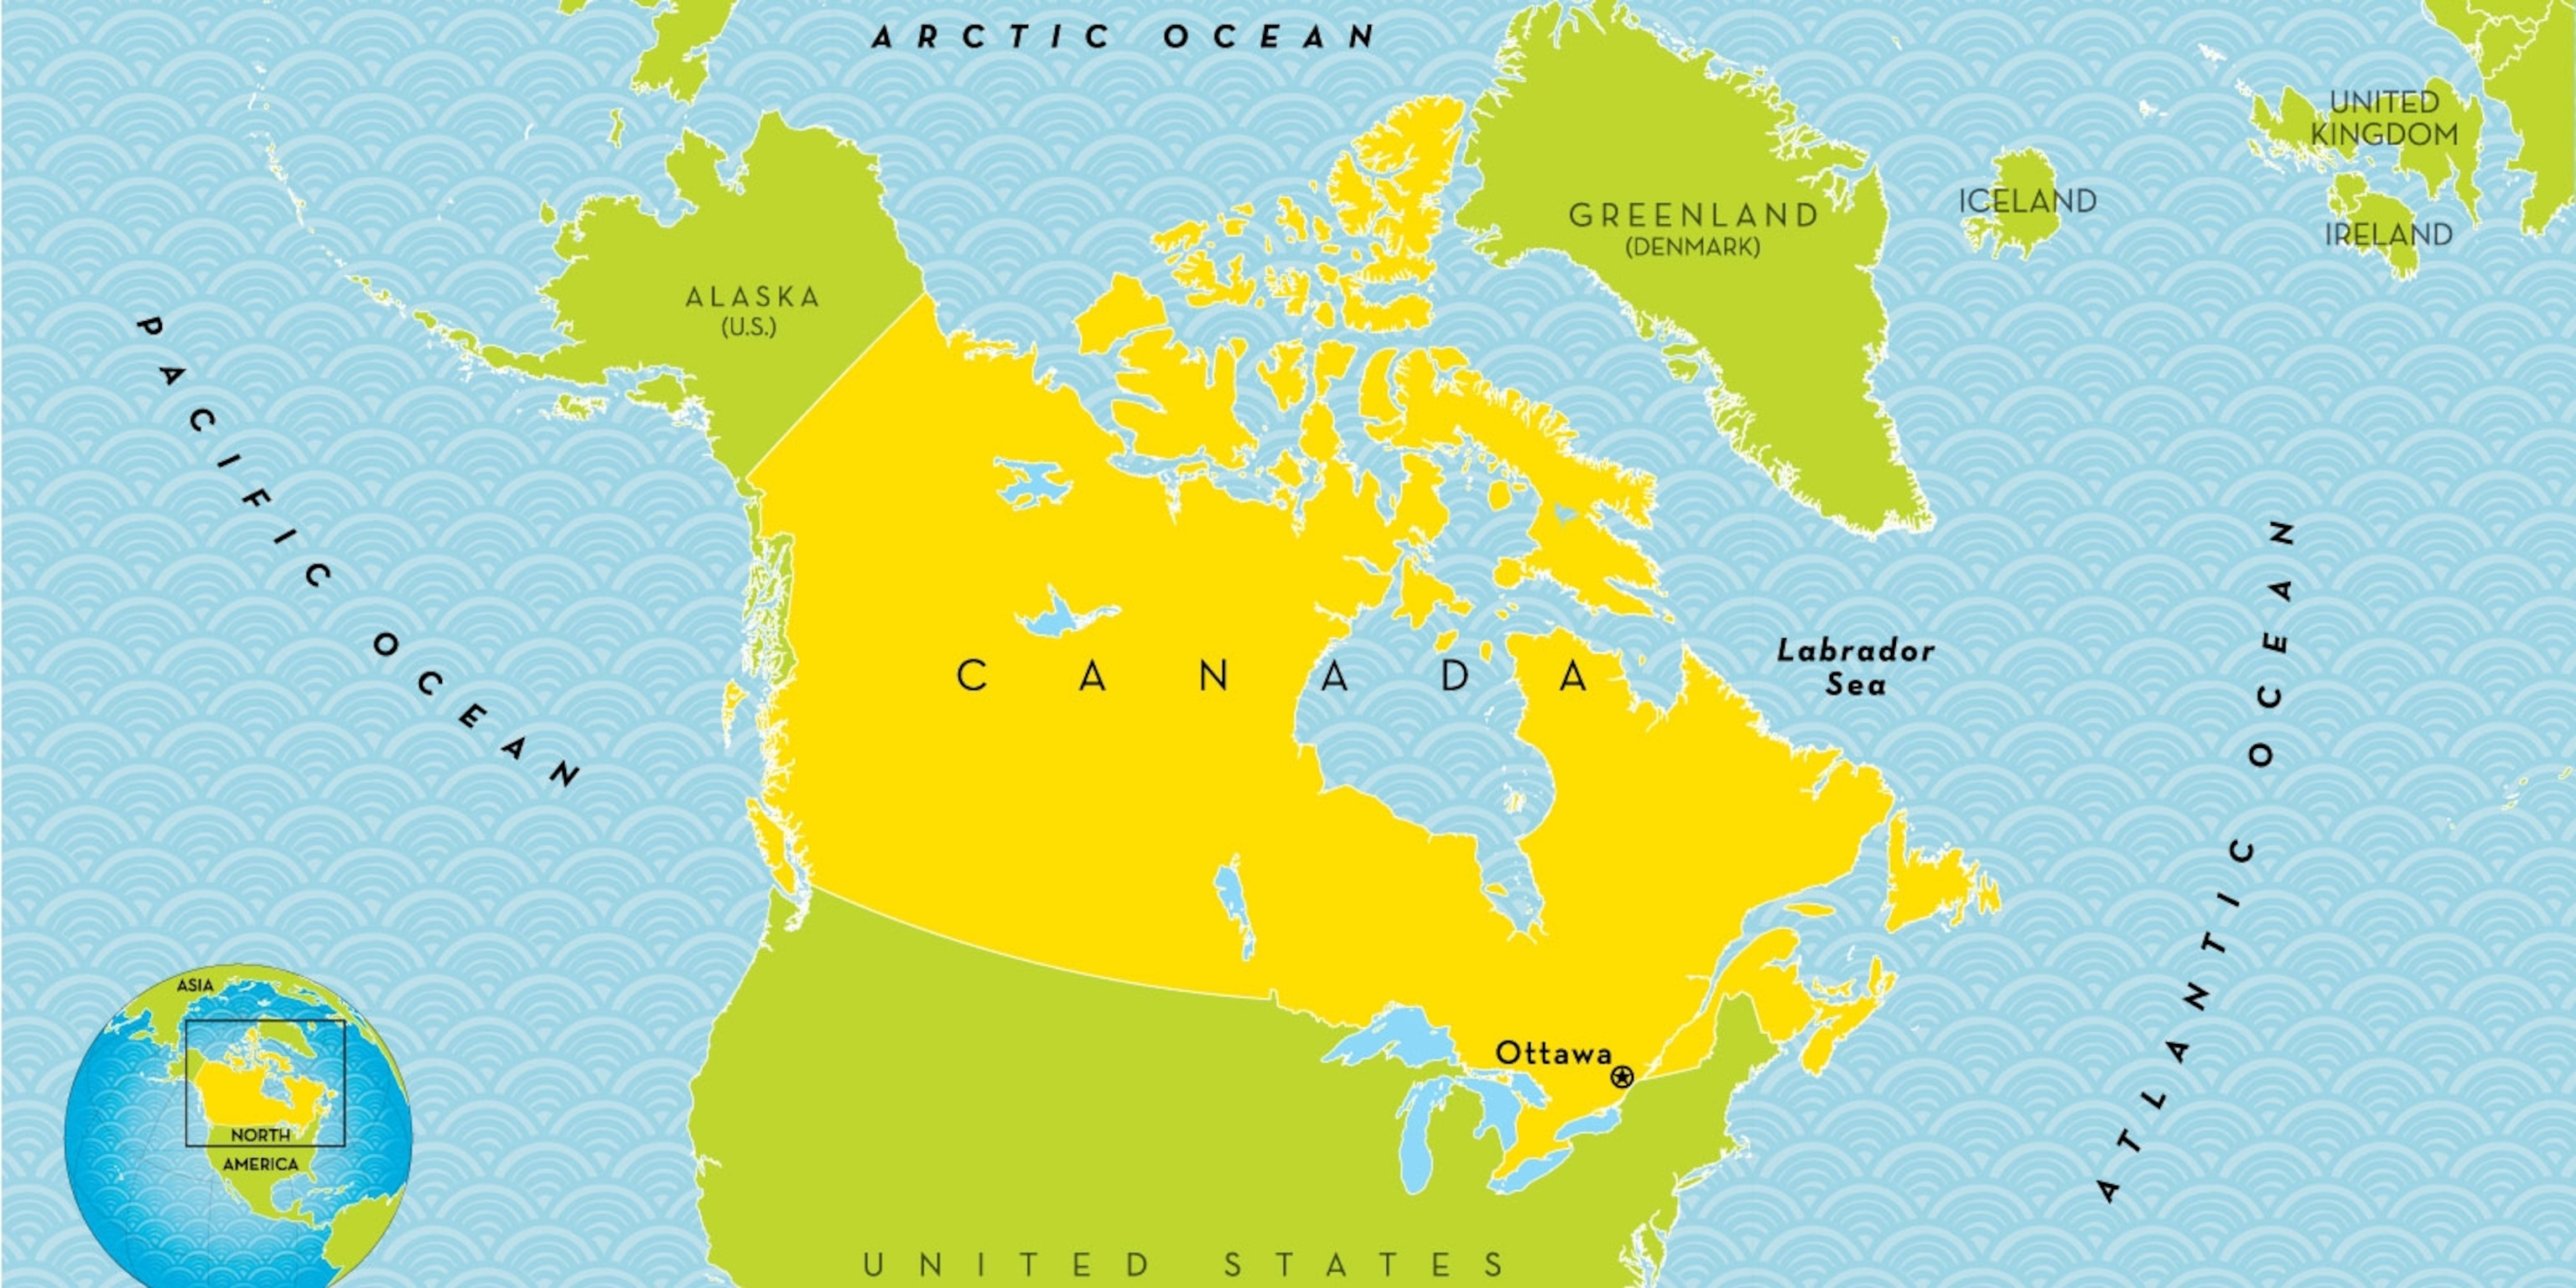 ARCTIC OCEAN
UNITED
KINGDOM
ICELAND
GREENLAND
(DENMARK)
IRELAND
ALASKA
(U.S.)
PACIFIC OCEAN
Labrador
Sea
CANADA
ATLANTIC OCEAN
Ottawa
ASIA
NORTH
AMERICA
UNITED STATES